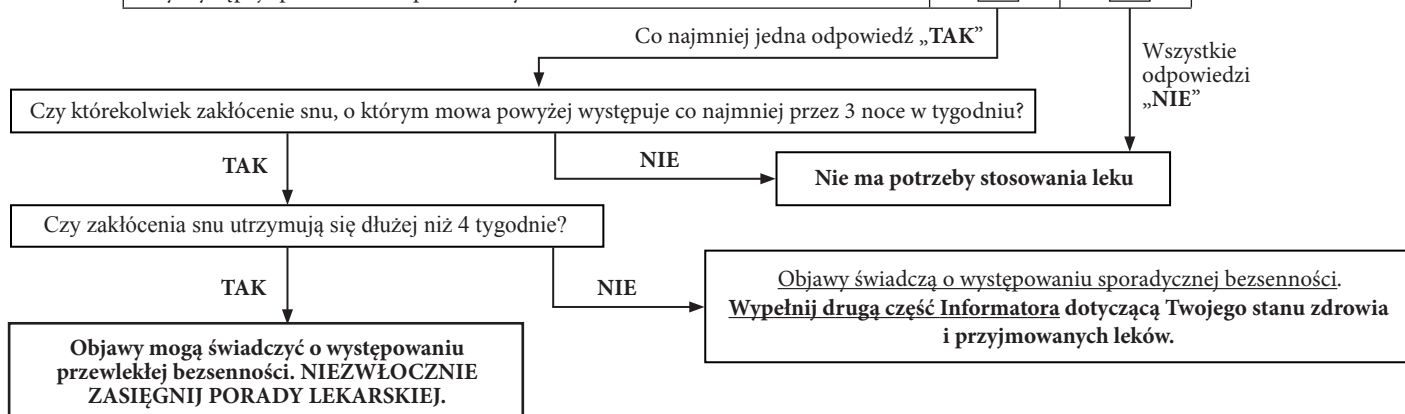 Co najmniej jedna odpowiedź „TAK”
Wszystkie
odpowiedzi
„NIE”
Czy którekolwiek zakłócenie snu, o którym mowa powyżej występuje co najmniej przez 3 noce w tygodniu?
TAK
NIE
Nie ma potrzeby stosowania leku
Czy zakłócenia snu utrzymują się dłużej niż 4 tygodnie?
TAK
NIE
Objawy świadczą o występowaniu sporadycznej bezsenności.
Wypełnij drugą część Informatora dotyczącą Twojego stanu zdrowia
i przyjmowanych leków.
Objawy mogą świadczyć o występowaniu
przewlekłej bezsenności. NIEZWŁOCZNIE
ZASIĘGNIJ PORADY LEKARSKIEJ.